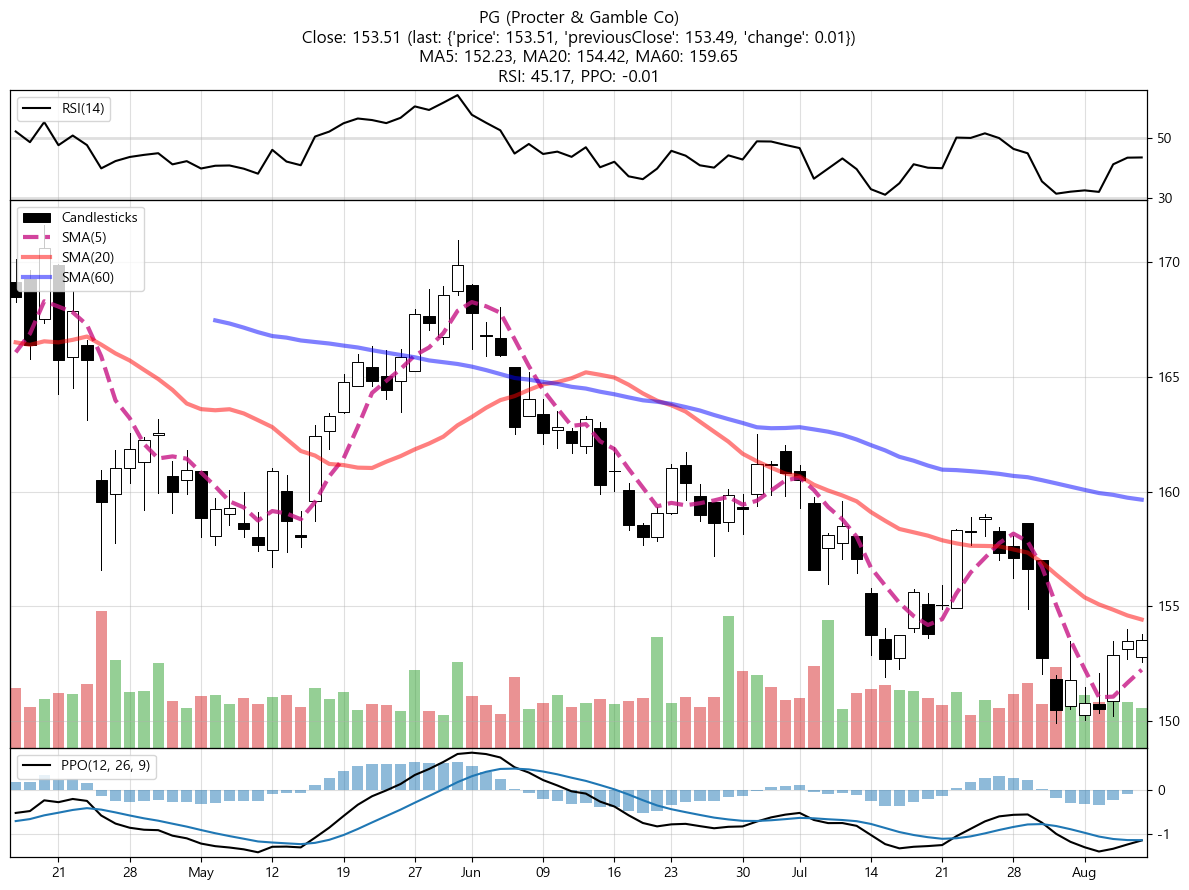 PG (Procter & Gamble Co)
Close: 153.51 (last: {'price': 153.51, 'previousClose': 153.49, 'change': 0.01})
MA5: 152.23, MA20: 154.42, MA60: 159.65
RSI: 45.17, PPO: -0.01
RSI(14)
50
30
Candlesticks
SMA(5)
SMA(20)
SMA(60)
170
165
160
155
150
PPO(12, 26, 9)
0
-1
21 28 May 12 19 27 Jun 09 16 23 30 Jul 14 21 28 Aug